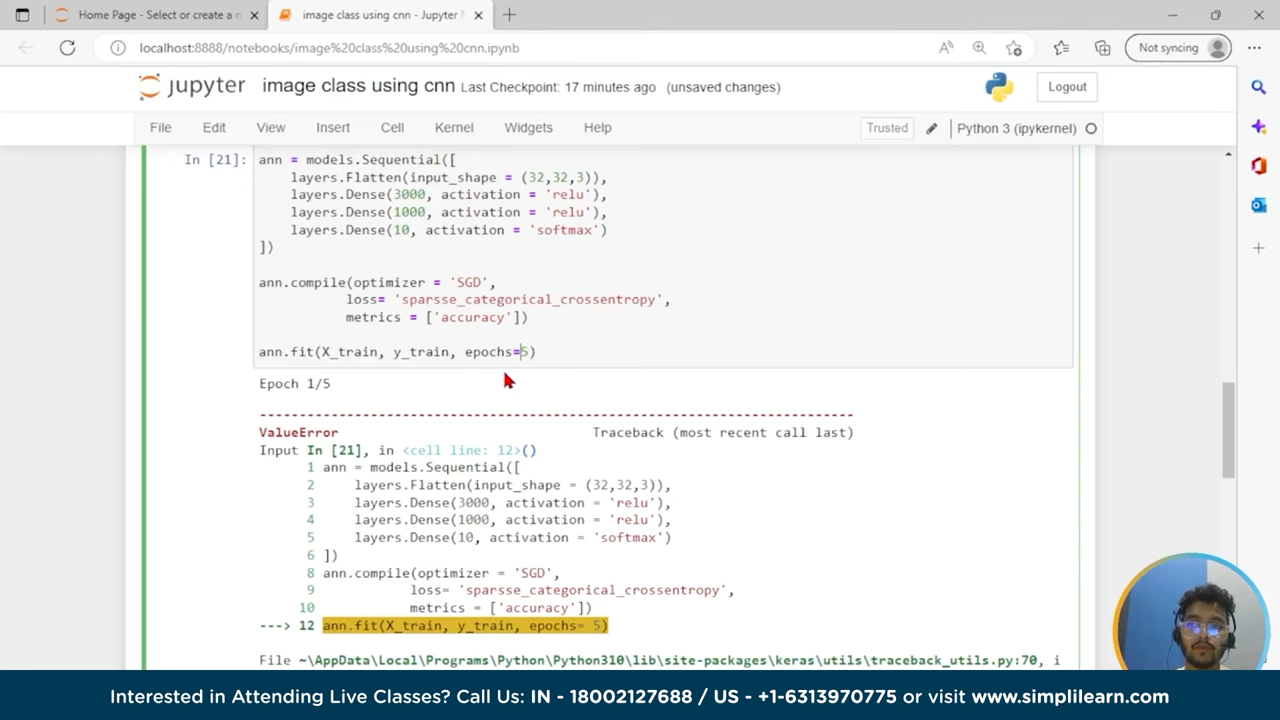 Home Page - Select or create a n
image class using cnn - Jupyter
localhost:8888/notebooks/image%20class%20using%20cnn.ipynb
Not syncing
jupyter image class using cnn Last Checkpoint: 17 minutes ago (unsaved changes)
Logout
File Edit View Insert Cell Kernel Widgets Help
Trusted
Python 3 (ipykernel)
In [21]: ann = models.Sequential([
layers.Flatten(input_shape = (32,32,3)),
layers.Dense(3000, activation = 'relu'),
layers.Dense(1000, activation = 'relu'),
layers.Dense(10, activation = 'softmax')
])
ann.compile(optimizer = 'SGD',
loss= 'sparsse_categorical_crossentropy',
metrics = ['accuracy'])
ann.fit(X_train, y_train, epochs=5)
Epoch 1/5
ValueError Traceback (most recent call last)
Input In [21], in <cell line: 12>()
1 ann = models.Sequential([
2 layers.Flatten(input_shape = (32,32,3)),
3 layers.Dense(3000, activation = 'relu'),
4 layers.Dense(1000, activation = 'relu'),
5 layers.Dense(10, activation = 'softmax')
6 ])
8 ann.compile(optimizer = 'SGD',
9 loss= 'sparsse_categorical_crossentropy',
10 metrics = ['accuracy'])
---> 12 ann.fit(X_train, y_train, epochs= 5)
File ~\AppData\Local\Programs\Python\Python310\lib\site-packages\keras\utils\traceback_utils.py:70, i
Interested in Attending Live Classes? Call Us: IN - 18002127688 / US - +1-6313970775 or visit www.simplilearn.com